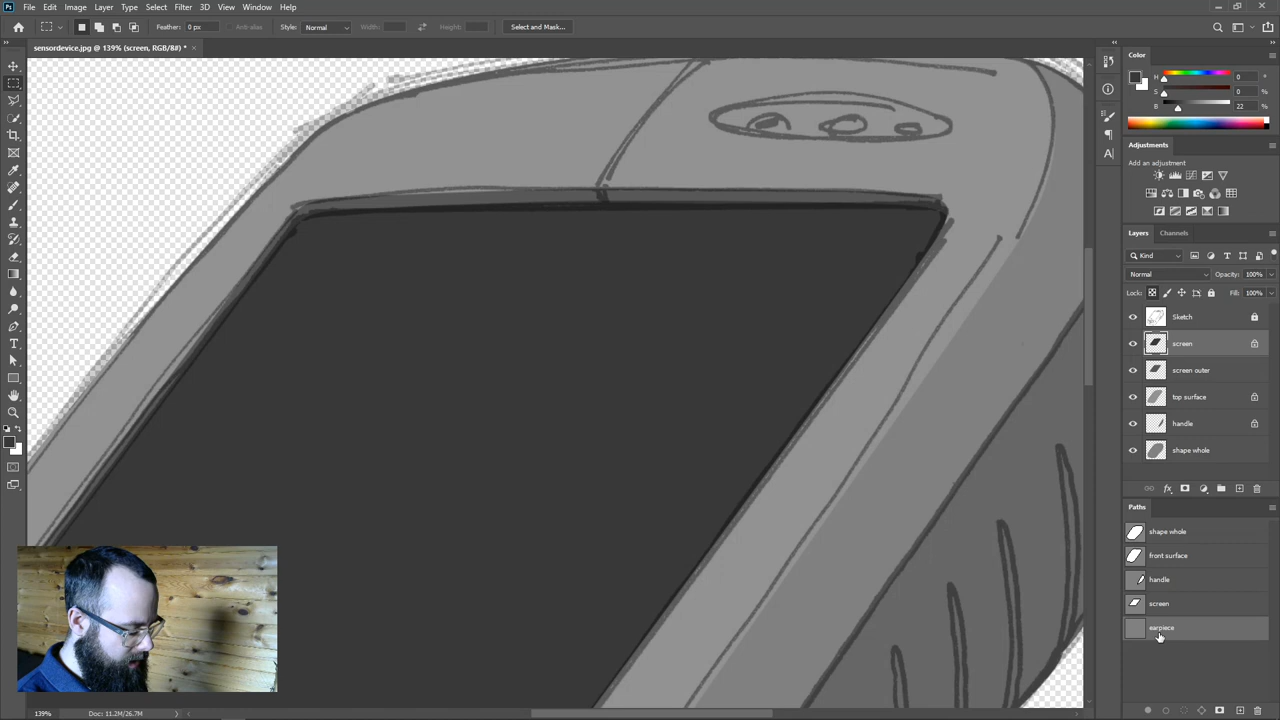 File Edit Image Layer Type Select Filter 3D View Window Help
Feather: 0 px Anti-alias Style: Normal Width: Height: Select and Mask...
sensordevice.jpg @ 139% (screen, RGB/8#) *
Color
H 0 °
S 0 %
B 22 %
Adjustments
Add an adjustment
Layers Channels
Kind
Normal Opacity: 100%
Lock: Fill: 100%
Sketch
screen
screen outer
top surface
handle
shape whole
Paths
shape whole
front surface
handle
screen
earpiece
139% Doc: 11.2M/26.7M